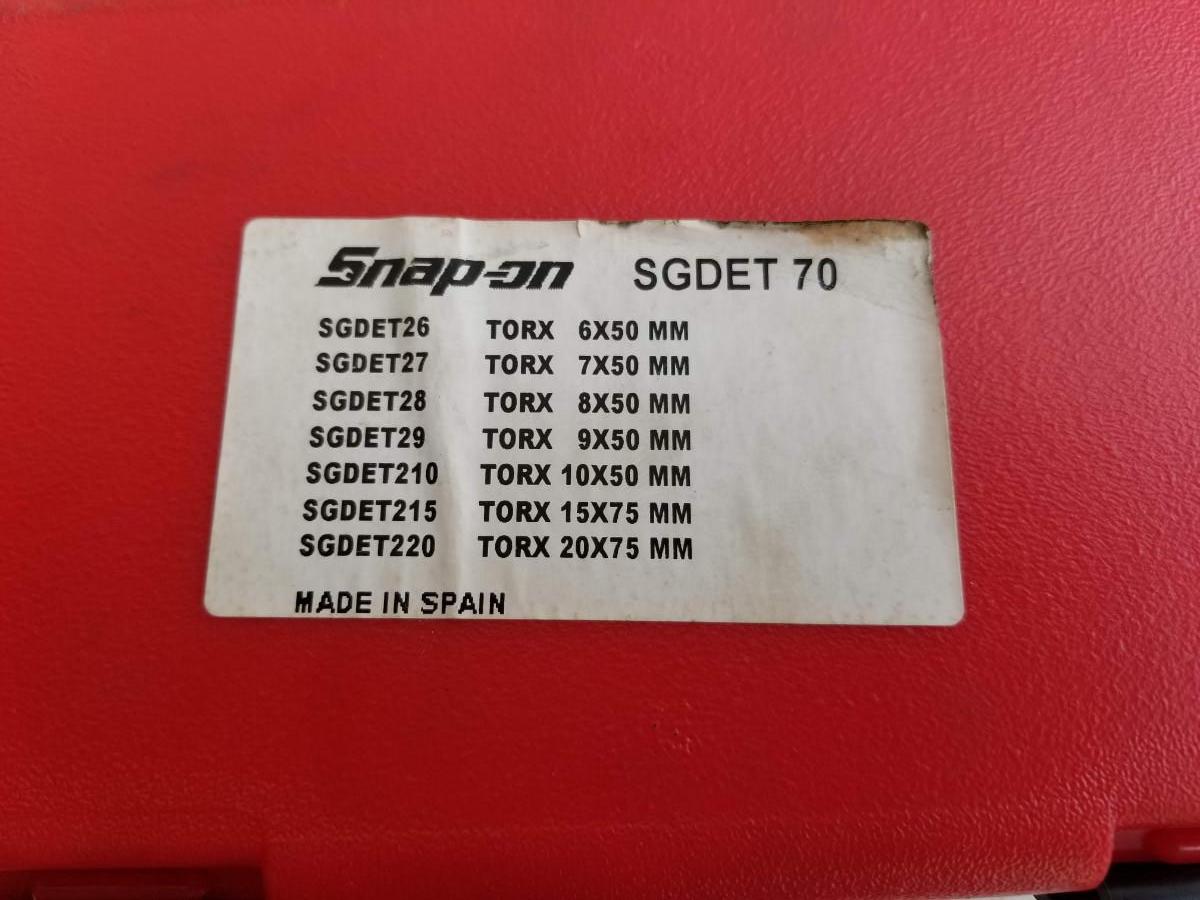 Snap-on SGDET 70
SGDET26 TORX 6X50 MM
SGDET27 TORX 7X50 MM
SGDET28 TORX 8X50 MM
SGDET29 TORX 9X50 MM
SGDET210 TORX 10X50 MM
SGDET215 TORX 15X75 MM
SGDET220 TORX 20X75 MM
MADE IN SPAIN